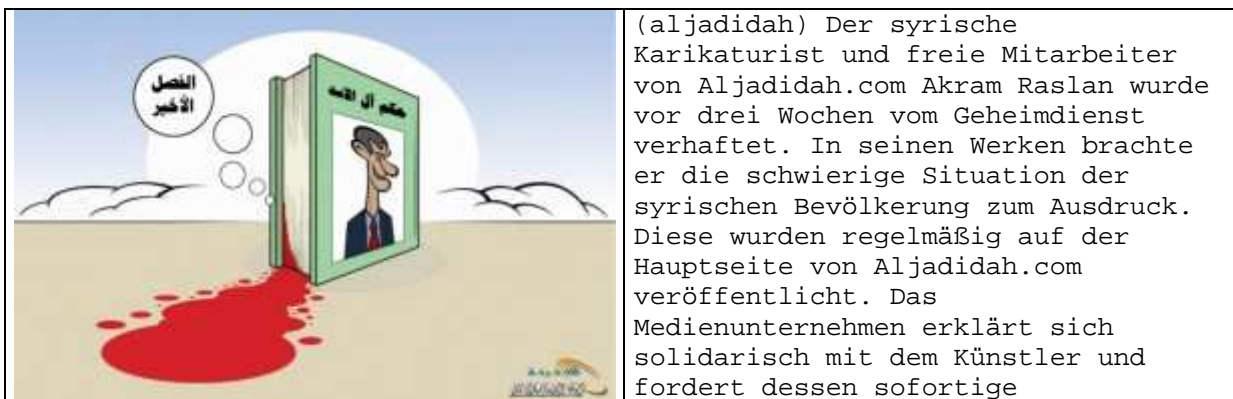 الفصل
الأخير
حكم آل الأسد
(aljadidah) Der syrische
Karikaturist und freie Mitarbeiter
von Aljadidah.com Akram Raslan wurde
vor drei Wochen vom Geheimdienst
verhaftet. In seinen Werken brachte
er die schwierige Situation der
syrischen Bevölkerung zum Ausdruck.
Diese wurden regelmäßig auf der
Hauptseite von Aljadidah.com
veröffentlicht. Das
Medienunternehmen erklärt sich
solidarisch mit dem Künstler und
fordert dessen sofortige